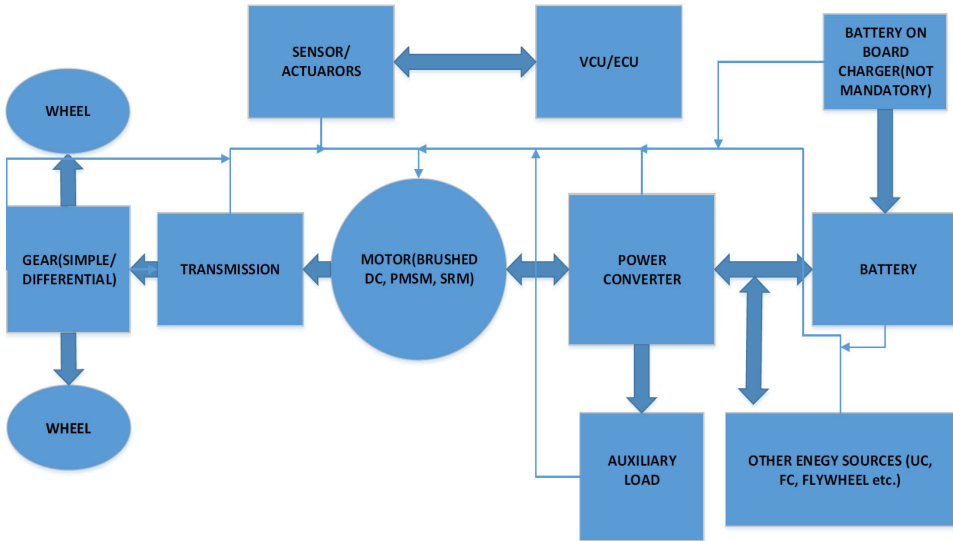 SENSOR/
ACTUARORS
VCU/ECU
BATTERY ON
BOARD
CHARGER(NOT
MANDATORY)
WHEEL
GEAR(SIMPLE/
DIFFERENTIAL)
TRANSMISSION
MOTOR(BRUSHED
DC, PMSM, SRM)
POWER
CONVERTER
BATTERY
WHEEL
AUXILIARY
LOAD
OTHER ENEGY SOURCES (UC,
FC, FLYWHEEL etc.)